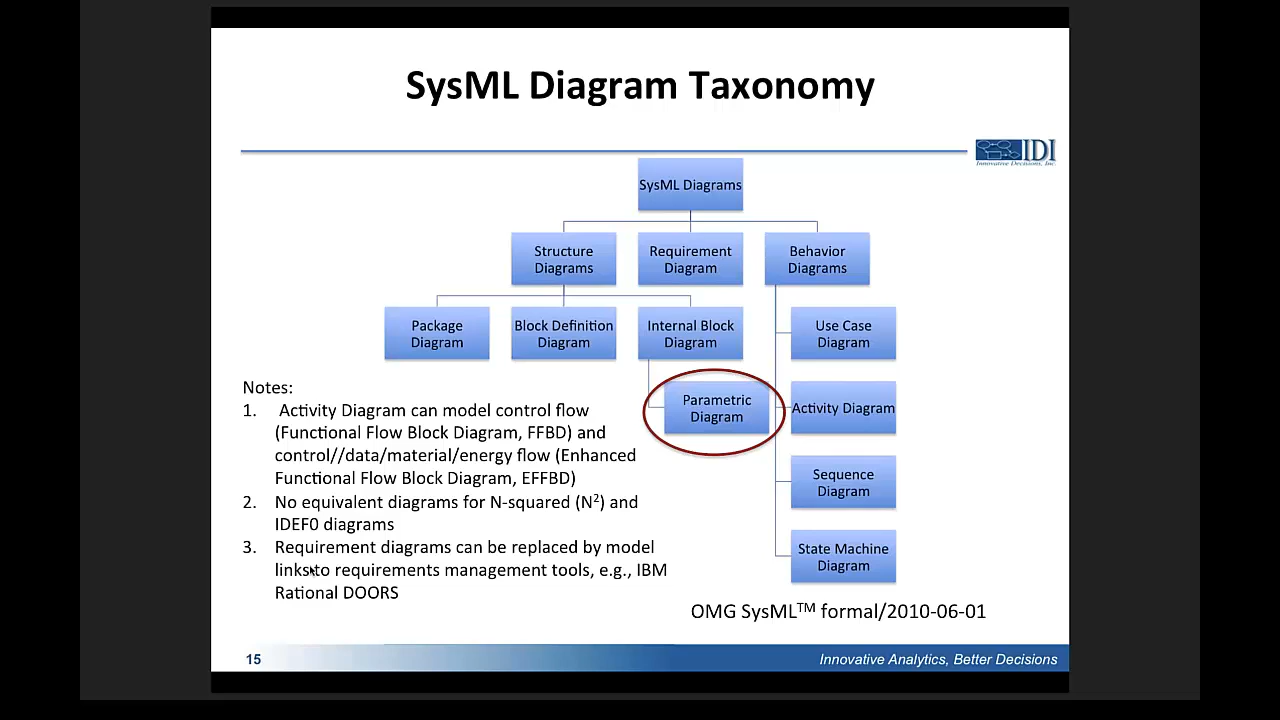 SysML Diagram Taxonomy
IDI
Innovative Decisions, Inc.
SysML Diagrams
Structure
Diagrams
Requirement
Diagram
Behavior
Diagrams
Package
Diagram
Block Definition
Diagram
Internal Block
Diagram
Use Case
Diagram
Parametric
Diagram
Activity Diagram
Sequence
Diagram
State Machine
Diagram
Notes:
1. Activity Diagram can model control flow
(Functional Flow Block Diagram, FFBD) and
control//data/material/energy flow (Enhanced
Functional Flow Block Diagram, EFFBD)
2. No equivalent diagrams for N-squared (N²) and
IDEF0 diagrams
3. Requirement diagrams can be replaced by model
links to requirements management tools, e.g., IBM
Rational DOORS
OMG SysML™ formal/2010-06-01
15
Innovative Analytics, Better Decisions